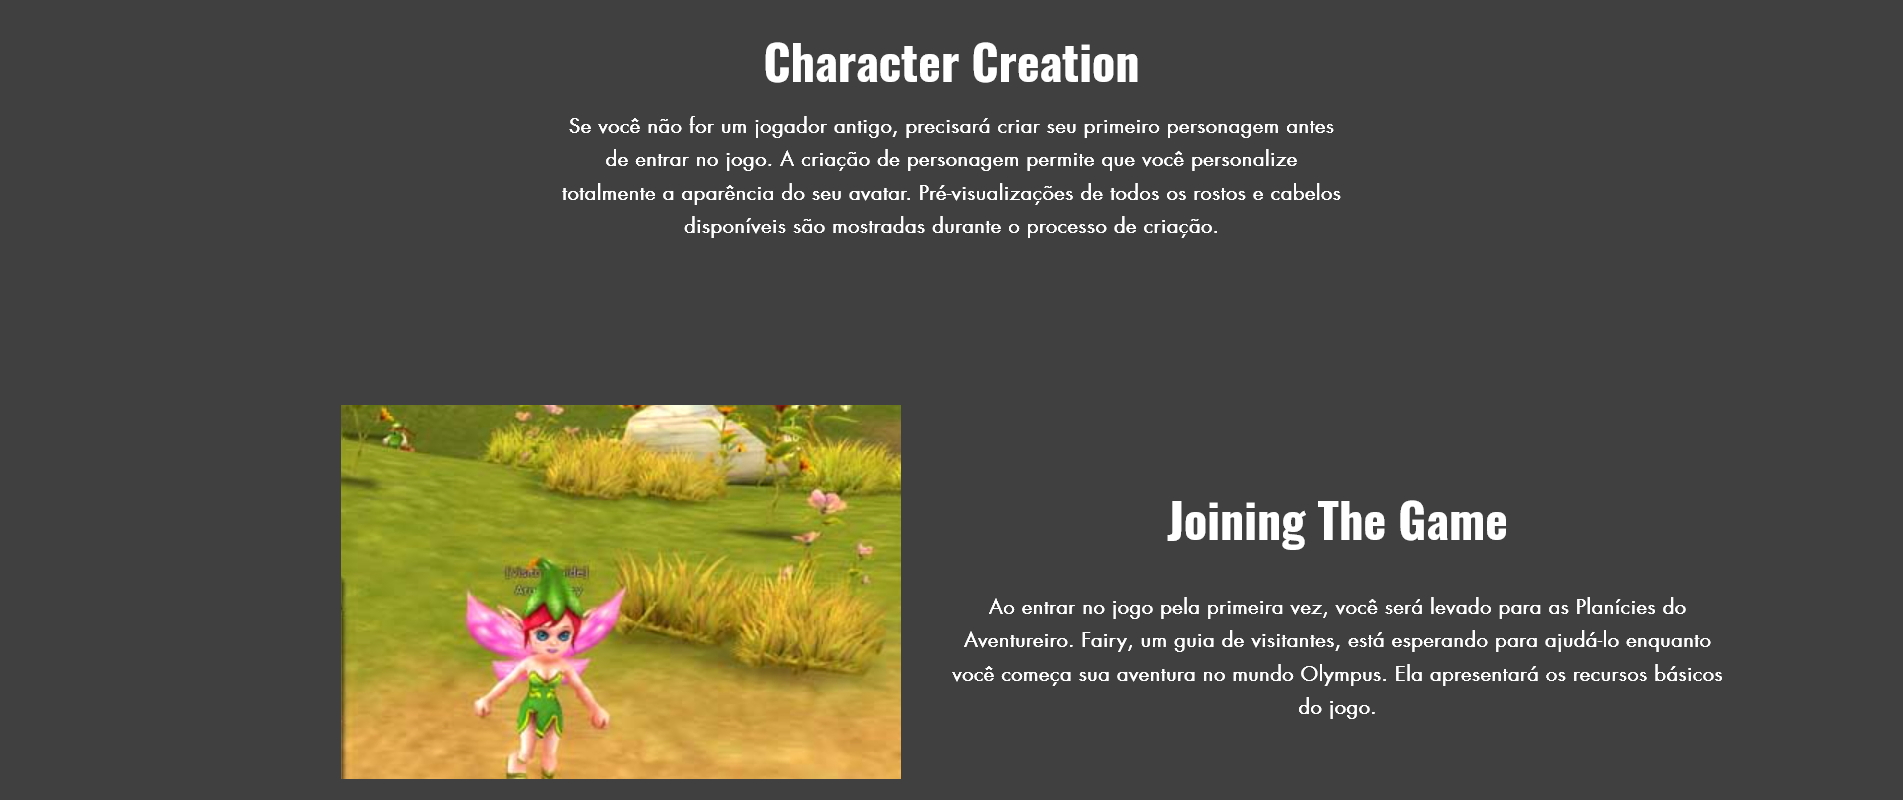 Character Creation
Se você não for um jogador antigo, precisará criar seu primeiro personagem antes
de entrar no jogo. A criação de personagem permite que você personalize
totalmente a aparência do seu avatar. Pré-visualizações de todos os rostos e cabelos
disponíveis são mostradas durante o processo de criação.
Joining The Game
Ao entrar no jogo pela primeira vez, você será levado para as Planícies do
Aventureiro. Fairy, um guia de visitantes, está esperando para ajudá-lo enquanto
você começa sua aventura no mundo Olympus. Ela apresentará os recursos básicos
do jogo.